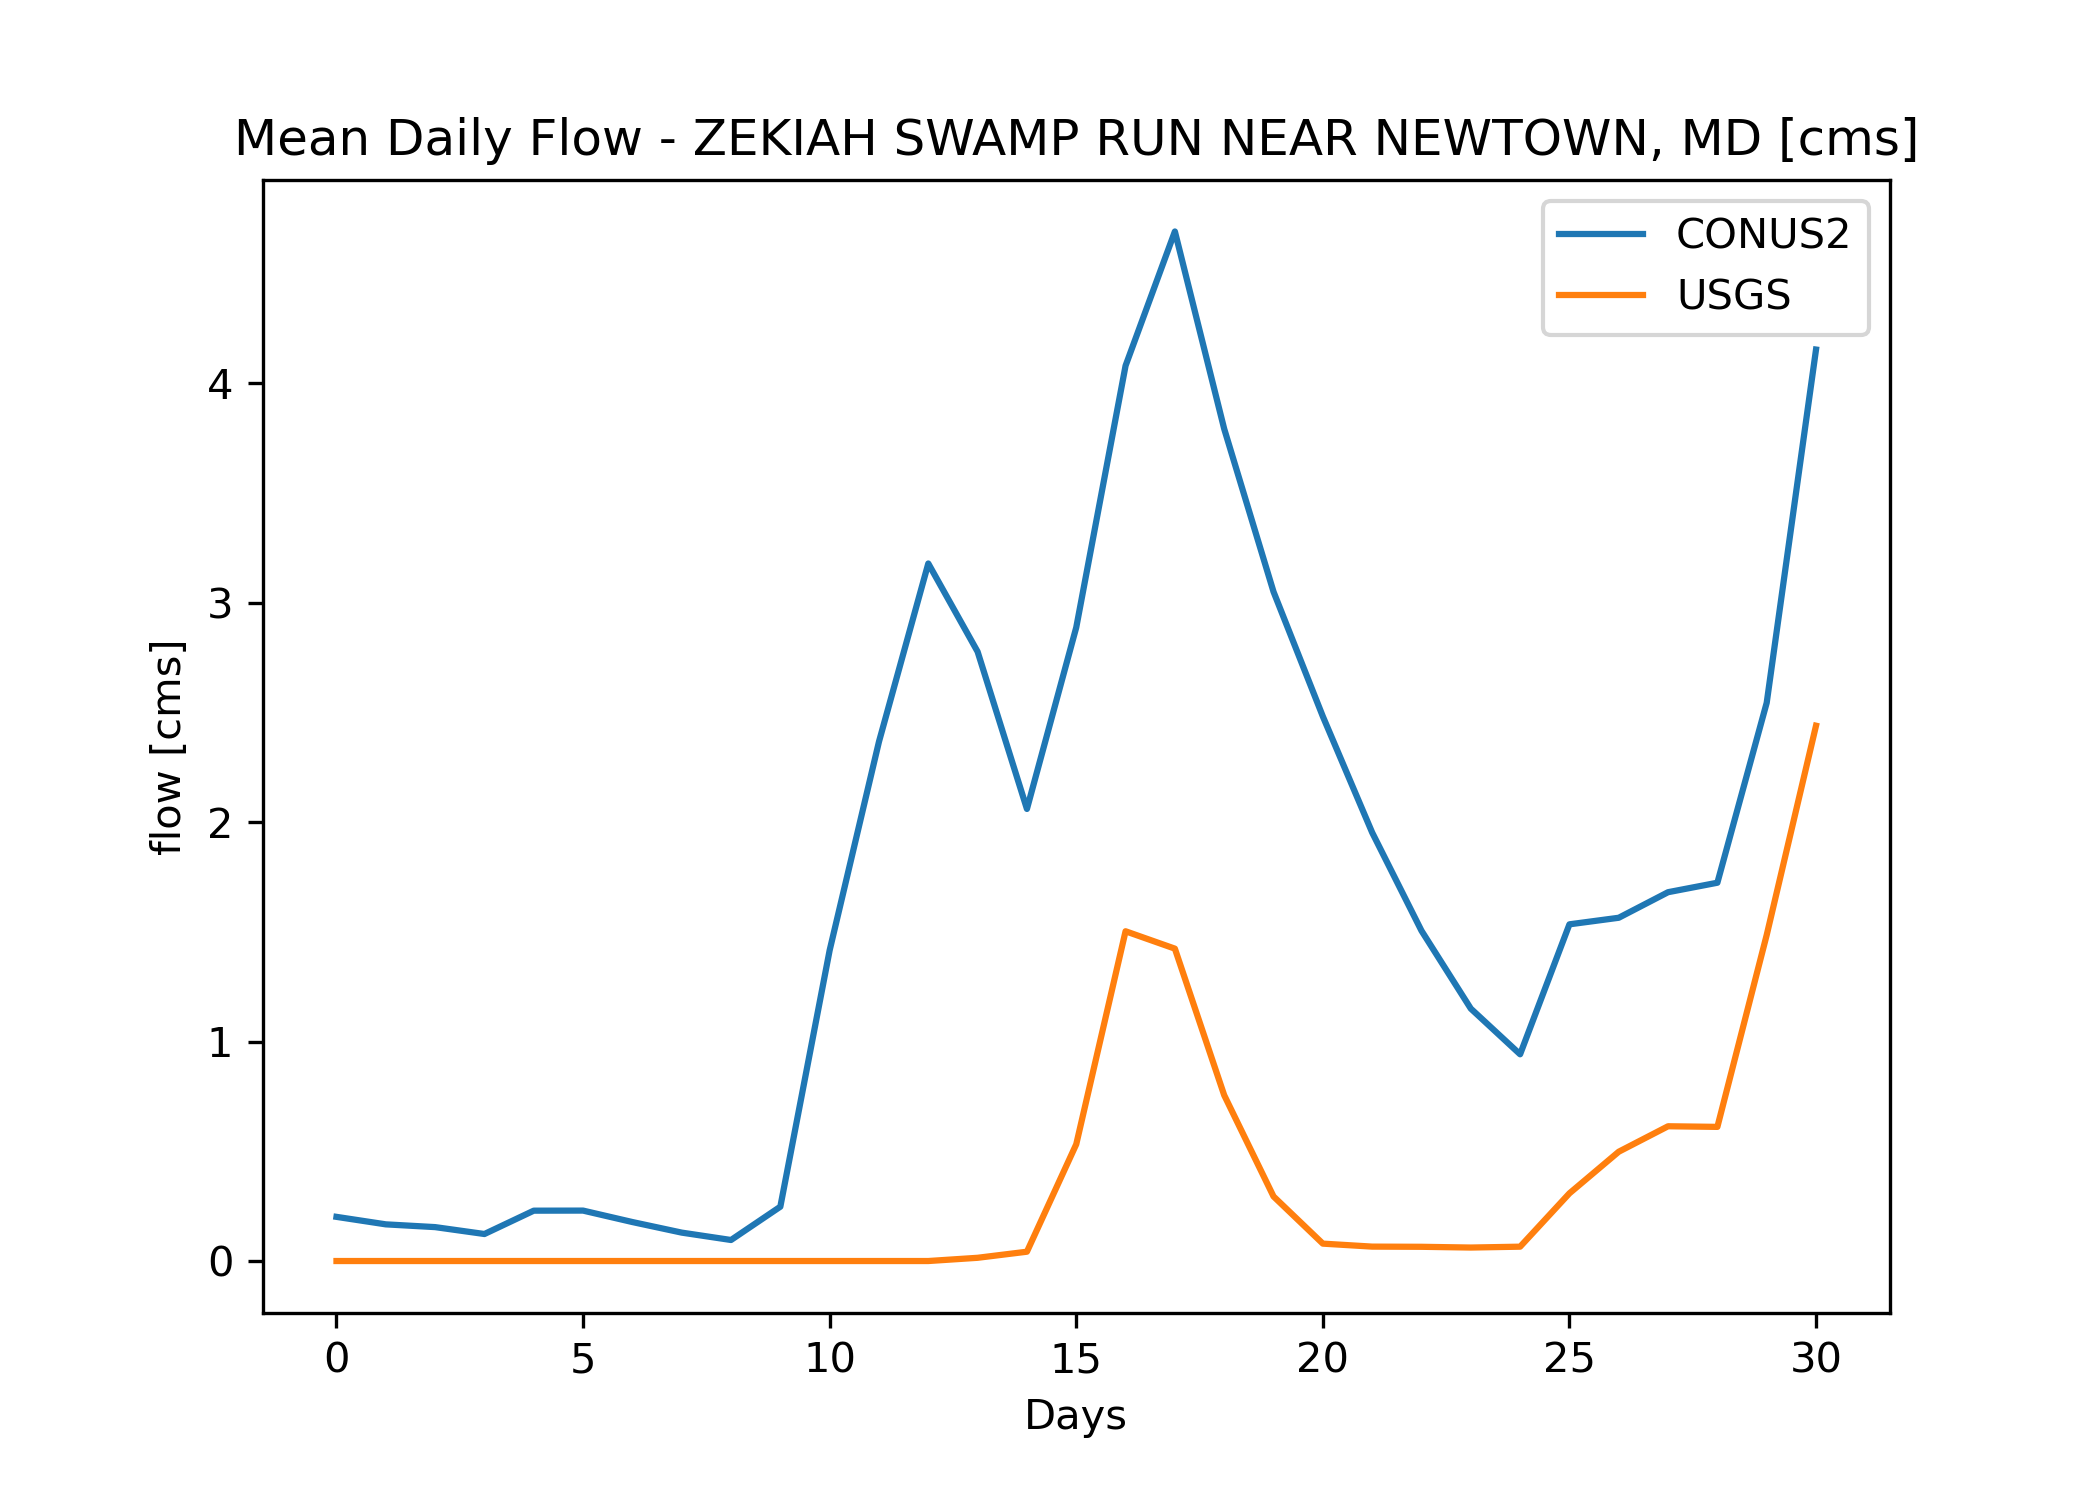 Mean Daily Flow - ZEKIAH SWAMP RUN NEAR NEWTOWN, MD [cms]
CONUS2
USGS
flow [cms]
4
3
2
1
0
0 5 10 15 20 25 30
Days